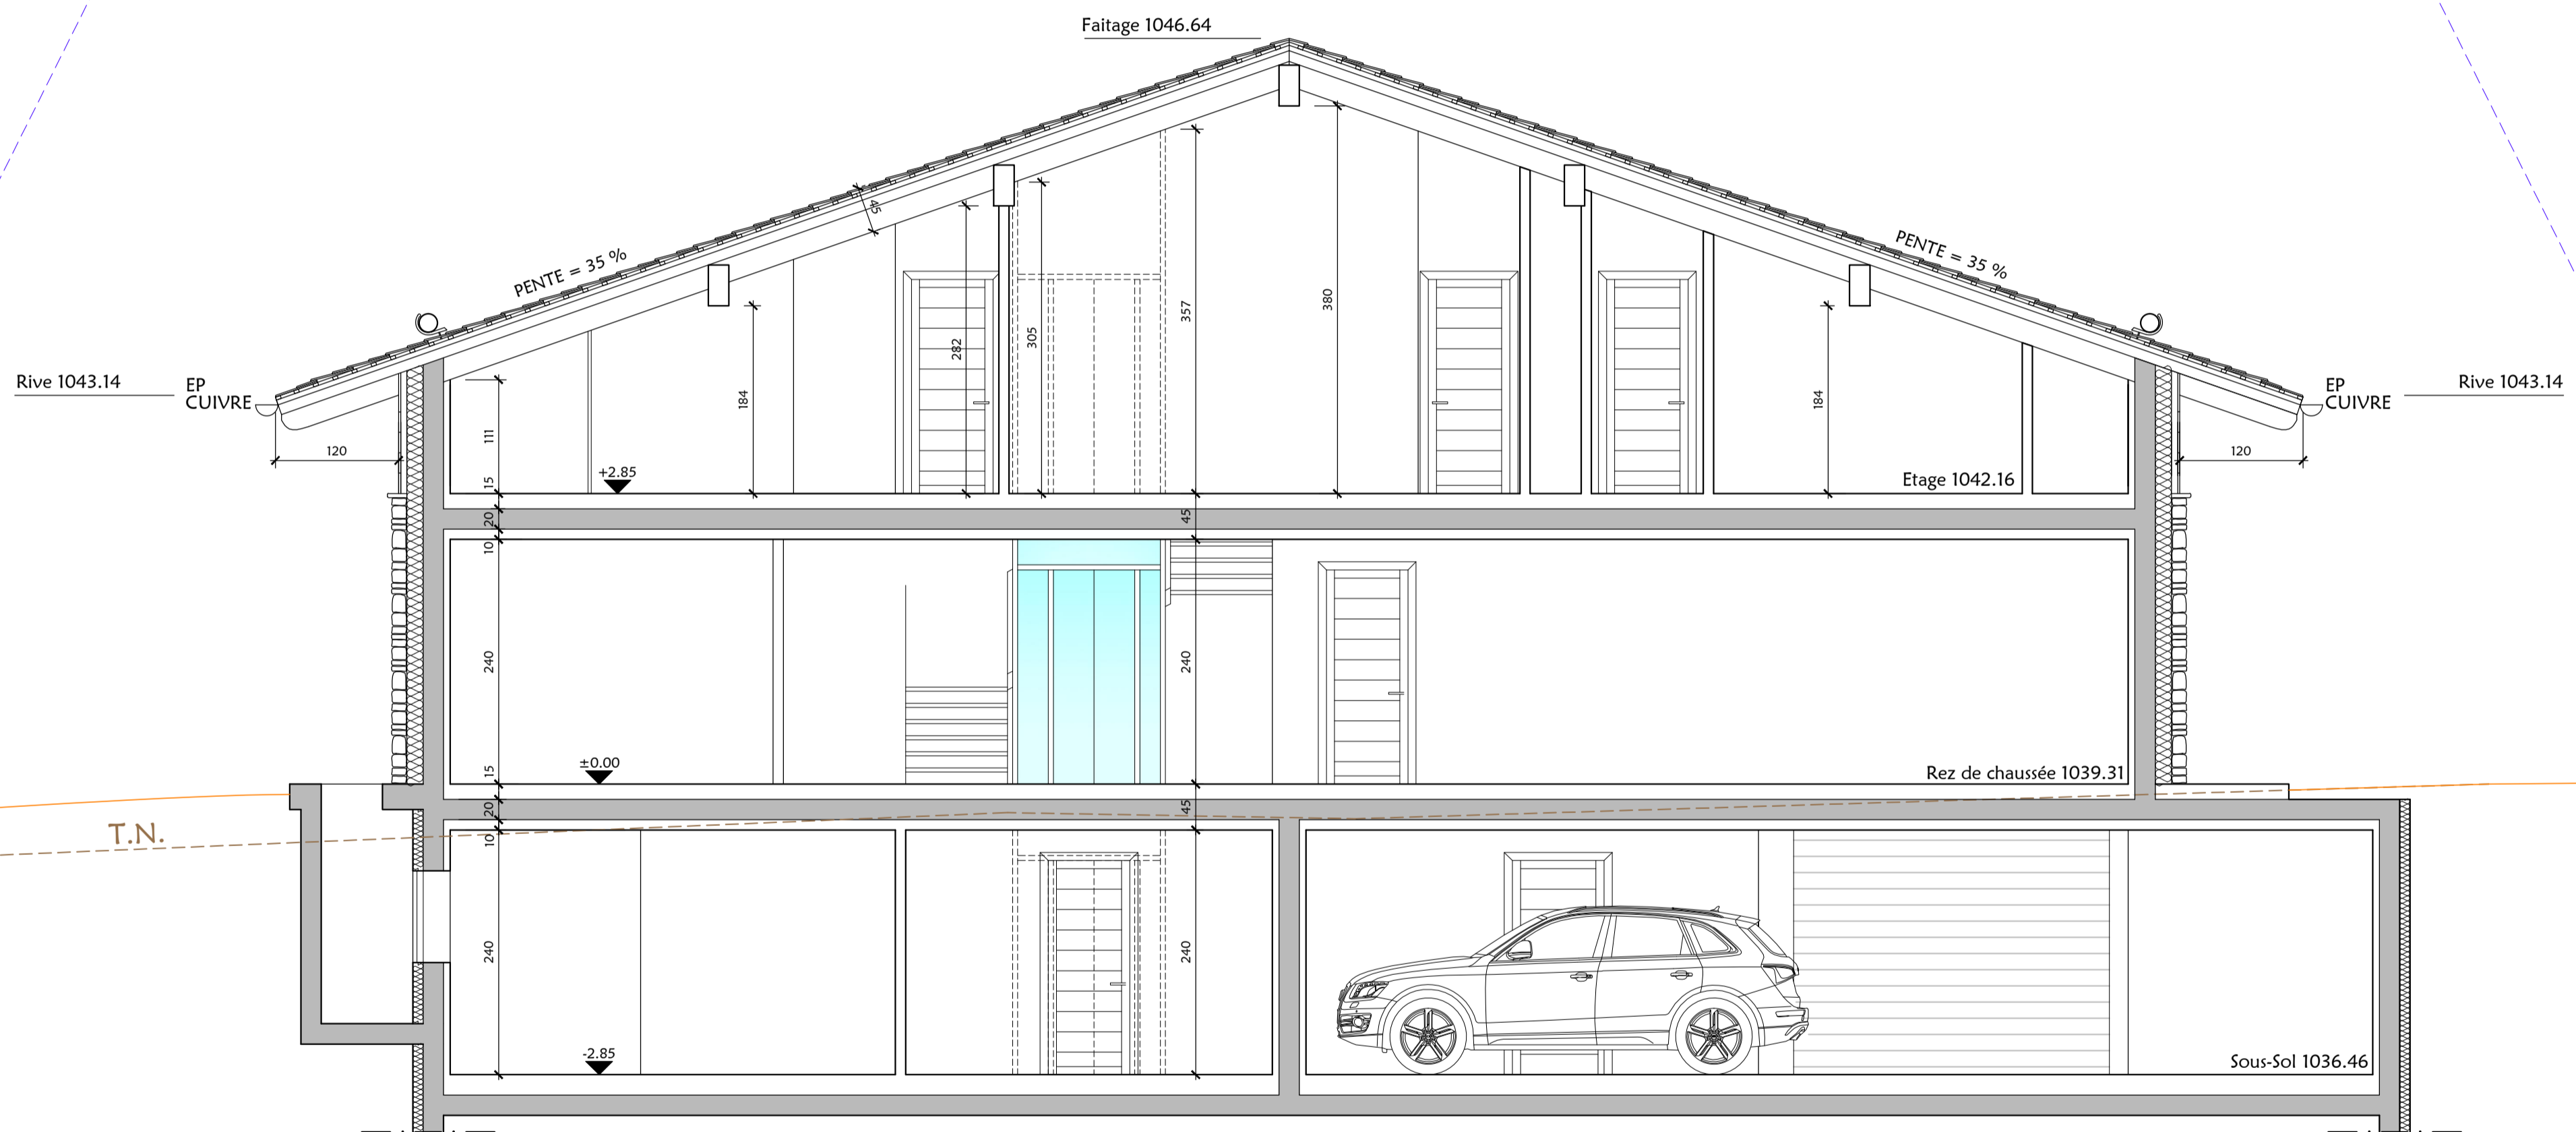 Faitage 1046.64
45
PENTE = 35 %
PENTE = 35 %
357
380
282
305
184
184
Rive 1043.14
EP
CUIVRE
EP
CUIVRE
Rive 1043.14
111
120
120
+2.85
15
Etage 1042.16
20
45
10
240
240
±0.00
15
Rez de chaussée 1039.31
20
45
T.N.
10
240
240
-2.85
Sous-Sol 1036.46